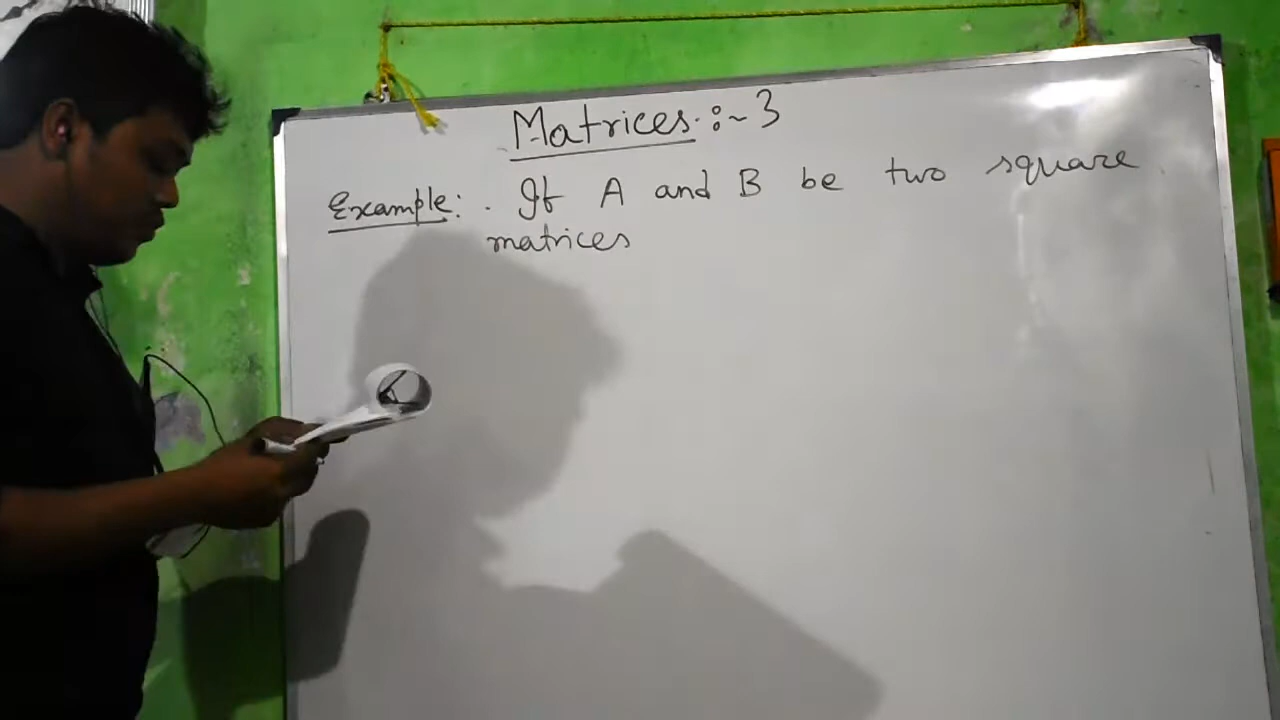 Matrices :~ 3
Example: . If A and B be two square
matrices